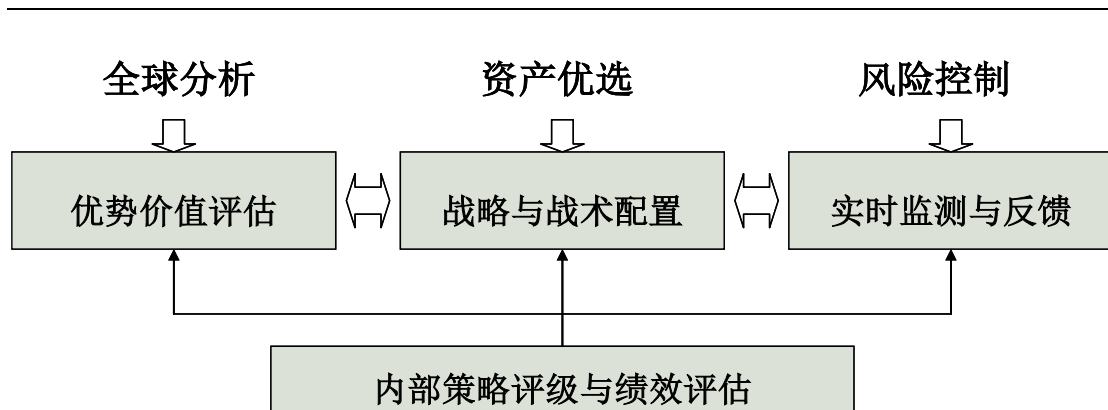 全球分析
资产优选
风险控制
优势价值评估
战略与战术配置
实时监测与反馈
内部策略评级与绩效评估